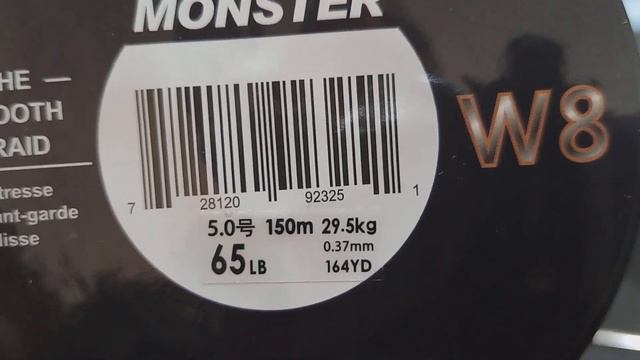 MONSTER
HE —
OOTH
RAID
tresse
ant-garde
lisse
W8
7 28120 92325 1
5.0号 150m 29.5kg
65LB 0.37mm
164YD